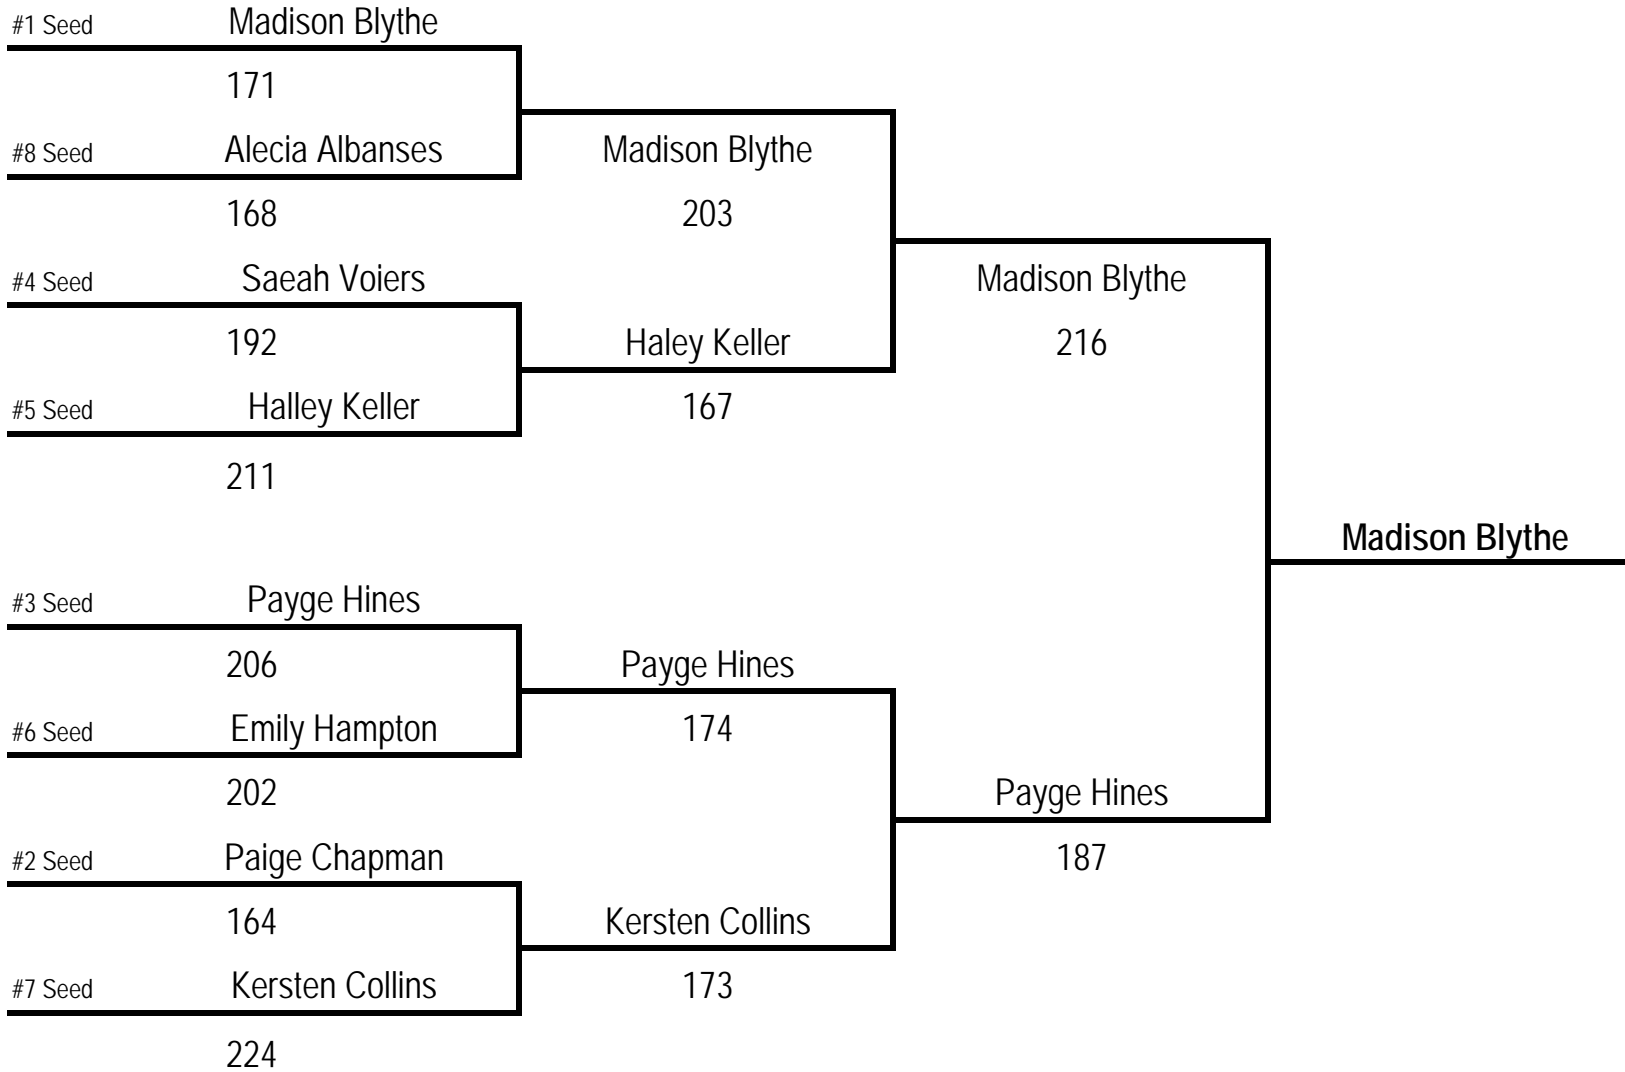 #1 Seed Madison Blythe
171
#8 Seed Alecia Albanses Madison Blythe
168 203
#4 Seed Saeah Voiers Madison Blythe
192 Haley Keller 216
#5 Seed Halley Keller 167
211
Madison Blythe
#3 Seed Payge Hines
206 Payge Hines
#6 Seed Emily Hampton 174
202 Payge Hines
#2 Seed Paige Chapman 187
164 Kersten Collins
#7 Seed Kersten Collins 173
224